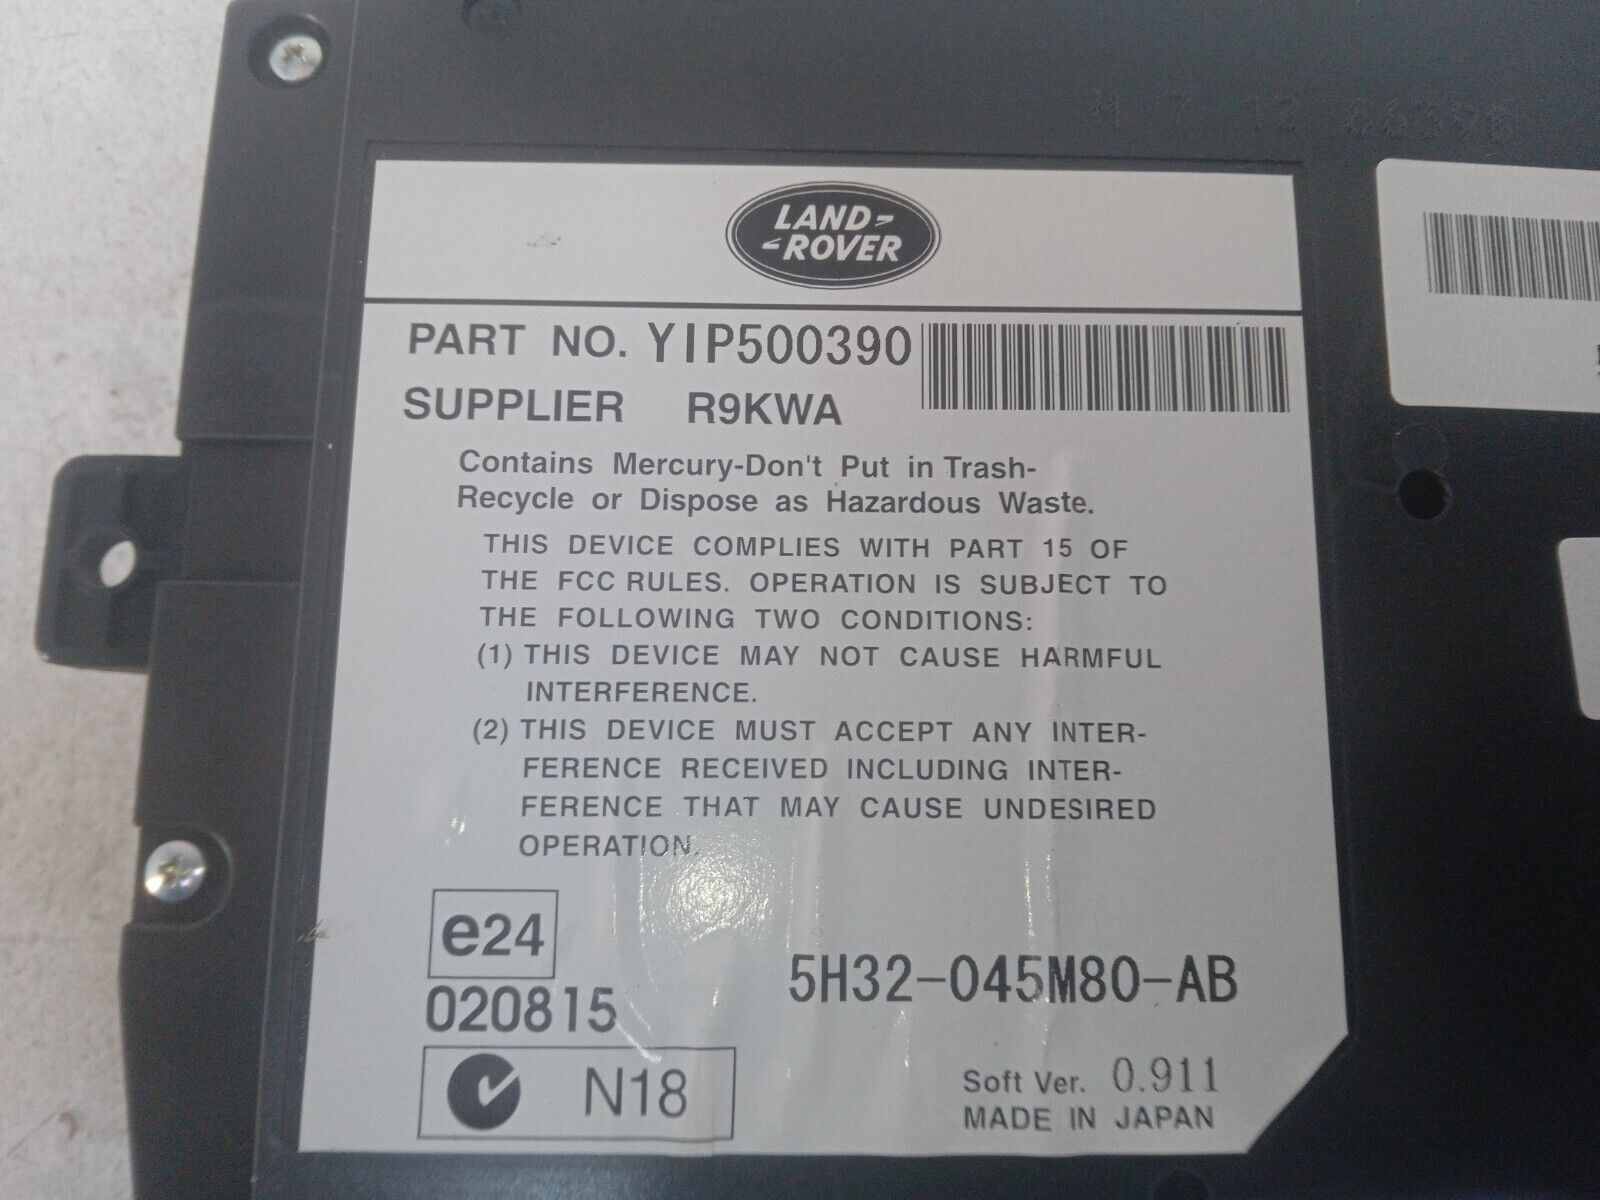 LAND-
ROVER
PART NO. YIP500390
SUPPLIER R9KWA
Contains Mercury-Don't Put in Trash-
Recycle or Dispose as Hazardous Waste.
THIS DEVICE COMPLIES WITH PART 15 OF
THE FCC RULES. OPERATION IS SUBJECT TO
THE FOLLOWING TWO CONDITIONS:
(1) THIS DEVICE MAY NOT CAUSE HARMFUL
INTERFERENCE.
(2) THIS DEVICE MUST ACCEPT ANY INTER-
FERENCE RECEIVED INCLUDING INTER-
FERENCE THAT MAY CAUSE UNDESIRED
OPERATION.
e24
020815
5H32-045M80-AB
N18
Soft Ver. 0.911
MADE IN JAPAN